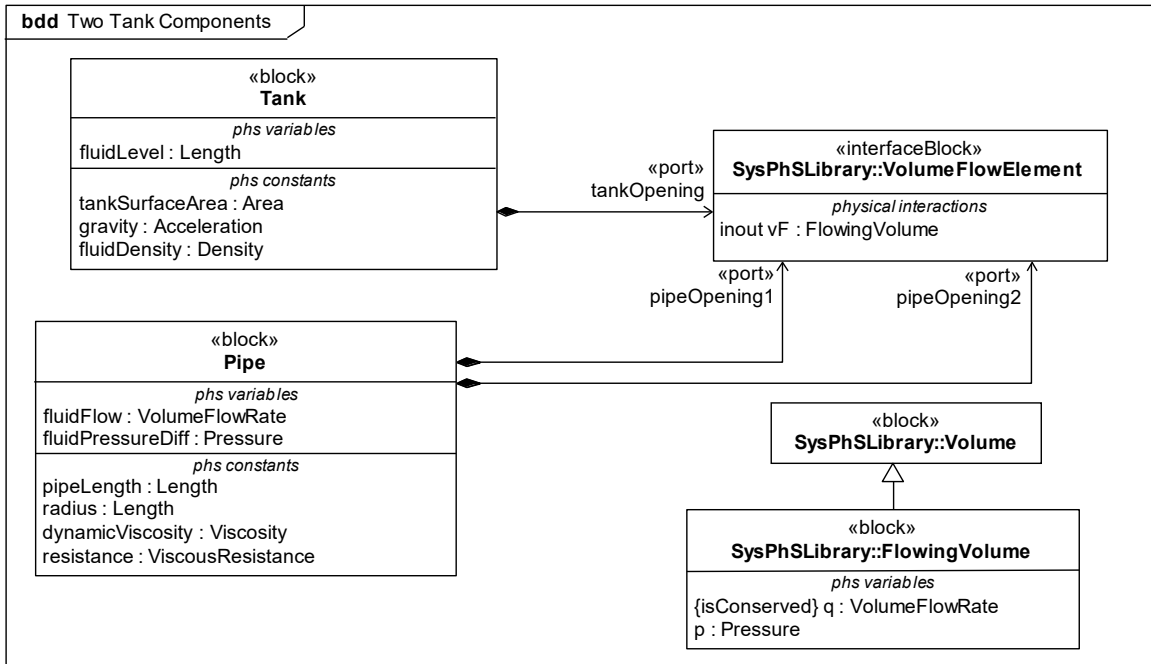 bdd Two Tank Components
«block»
Tank
phs variables
fluidLevel : Length
phs constants
tankSurfaceArea : Area
gravity : Acceleration
fluidDensity : Density
«port»
tankOpening
«interfaceBlock»
SysPhSLibrary::VolumeFlowElement
physical interactions
inout vF : FlowingVolume
«port»
pipeOpening1
«port»
pipeOpening2
«block»
Pipe
phs variables
fluidFlow : VolumeFlowRate
fluidPressureDiff : Pressure
phs constants
pipeLength : Length
radius : Length
dynamicViscosity : Viscosity
resistance : ViscousResistance
«block»
SysPhSLibrary::Volume
«block»
SysPhSLibrary::FlowingVolume
phs variables
{isConserved} q : VolumeFlowRate
p : Pressure